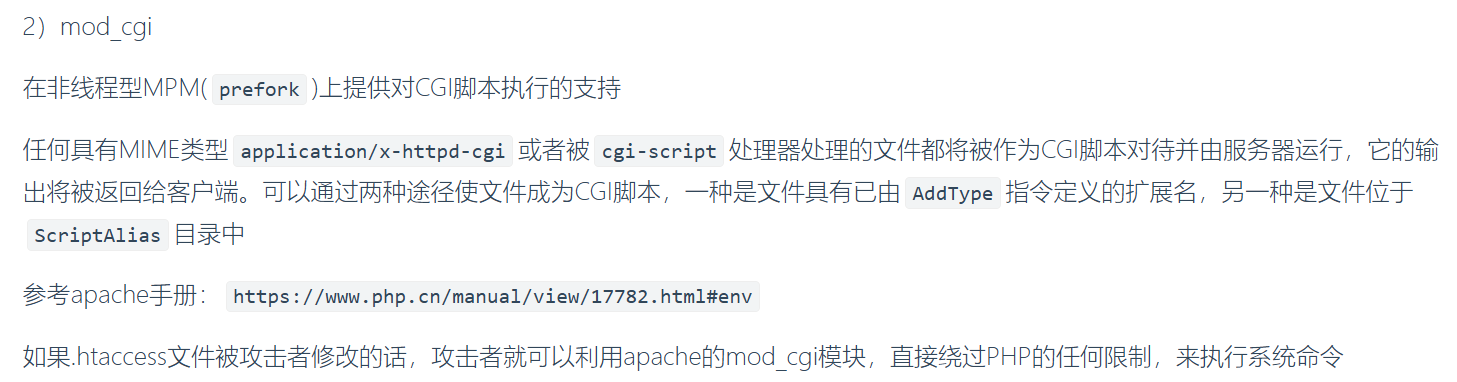 2）mod_cgi
在非线程型MPM( prefork )上提供对CGI脚本执行的支持
任何具有MIME类型 application/x-httpd-cgi 或者被 cgi-script 处理器处理的文件都将被作为CGI脚本对待并由服务器运行，它的输
出将被返回给客户端。可以通过两种途径使文件成为CGI脚本，一种是文件具有已由 AddType 指令定义的扩展名，另一种是文件位于
ScriptAlias 目录中
参考apache手册： https://www.php.cn/manual/view/17782.html#env
如果.htaccess文件被攻击者修改的话，攻击者就可以利用apache的mod_cgi模块，直接绕过PHP的任何限制，来执行系统命令